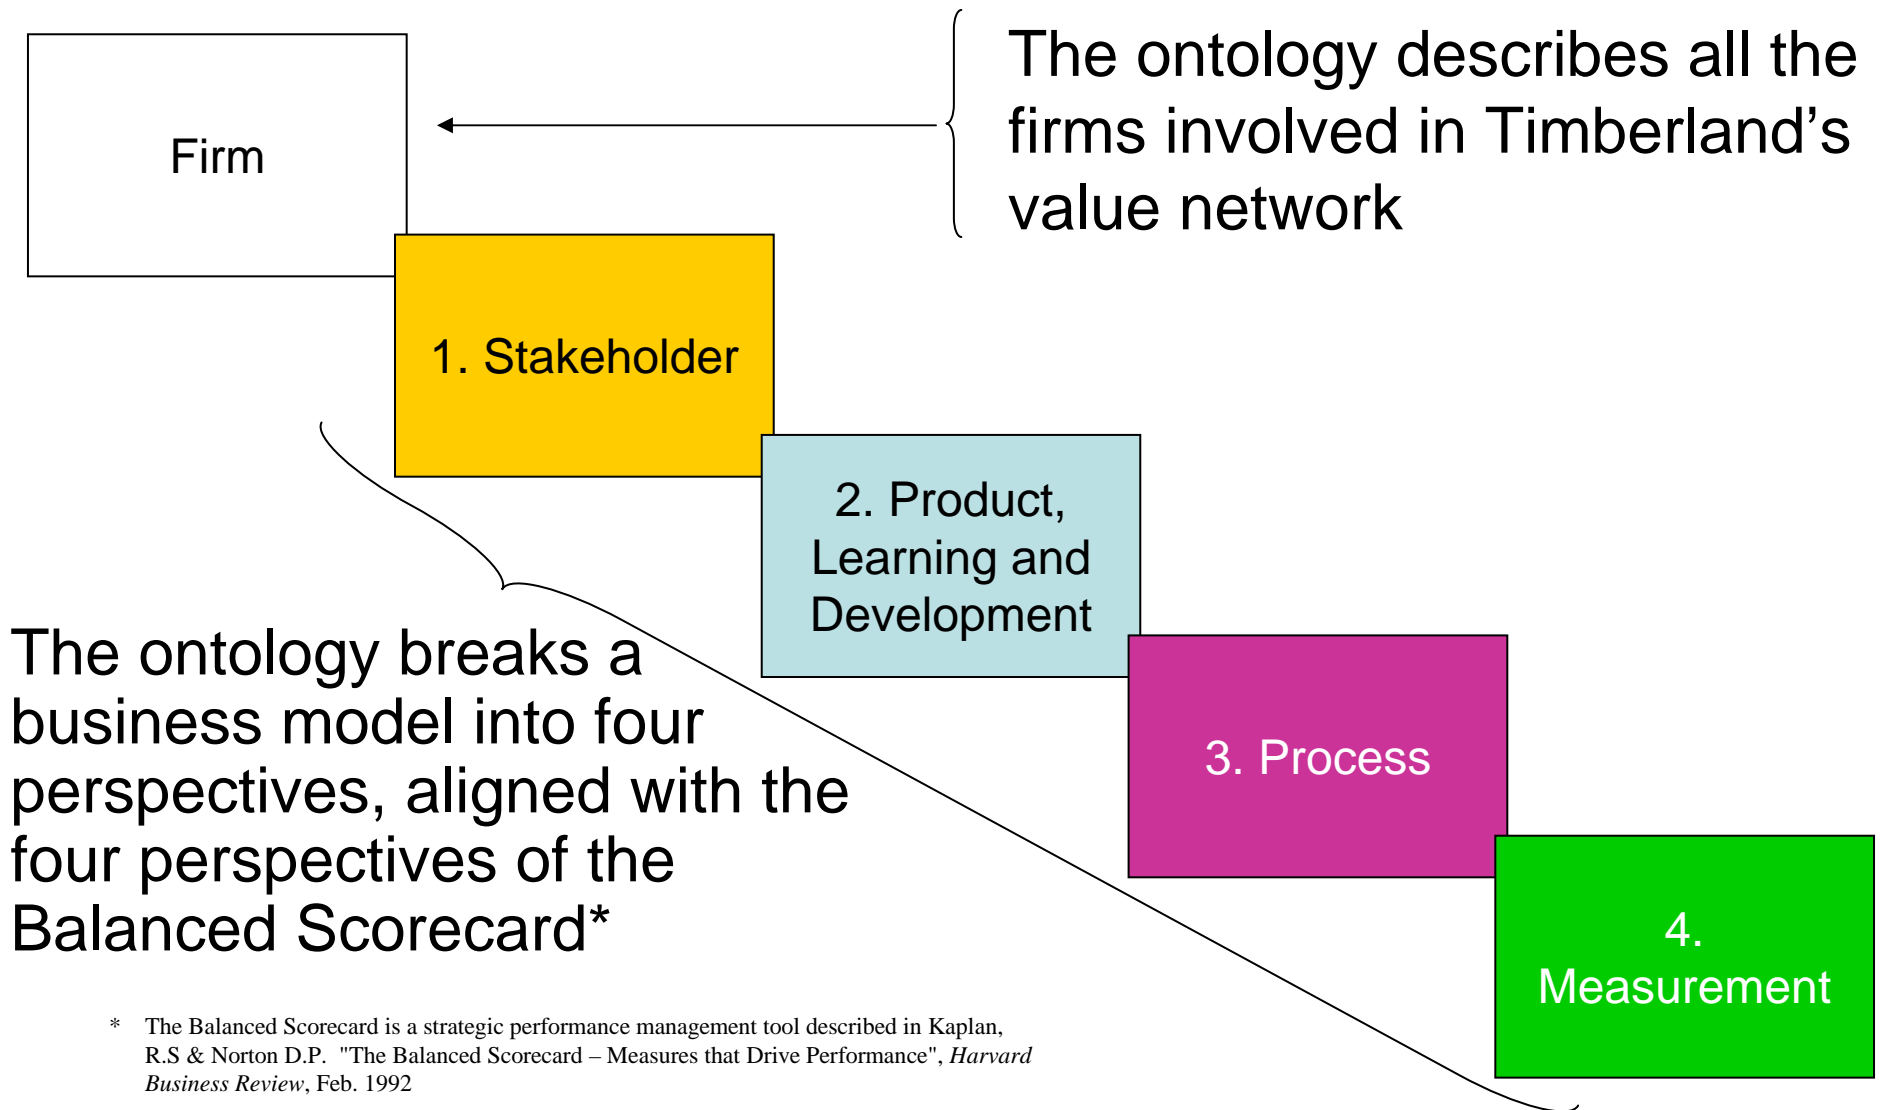 The ontology describes all the
firms involved in Timberland’s
value network
Firm
1. Stakeholder
2. Product,
Learning and
Development
3. Process
4.
Measurement
The ontology breaks a
business model into four
perspectives, aligned with the
four perspectives of the
Balanced Scorecard*
* The Balanced Scorecard is a strategic performance management tool described in Kaplan,
R.S & Norton D.P. "The Balanced Scorecard – Measures that Drive Performance", Harvard
Business Review, Feb. 1992